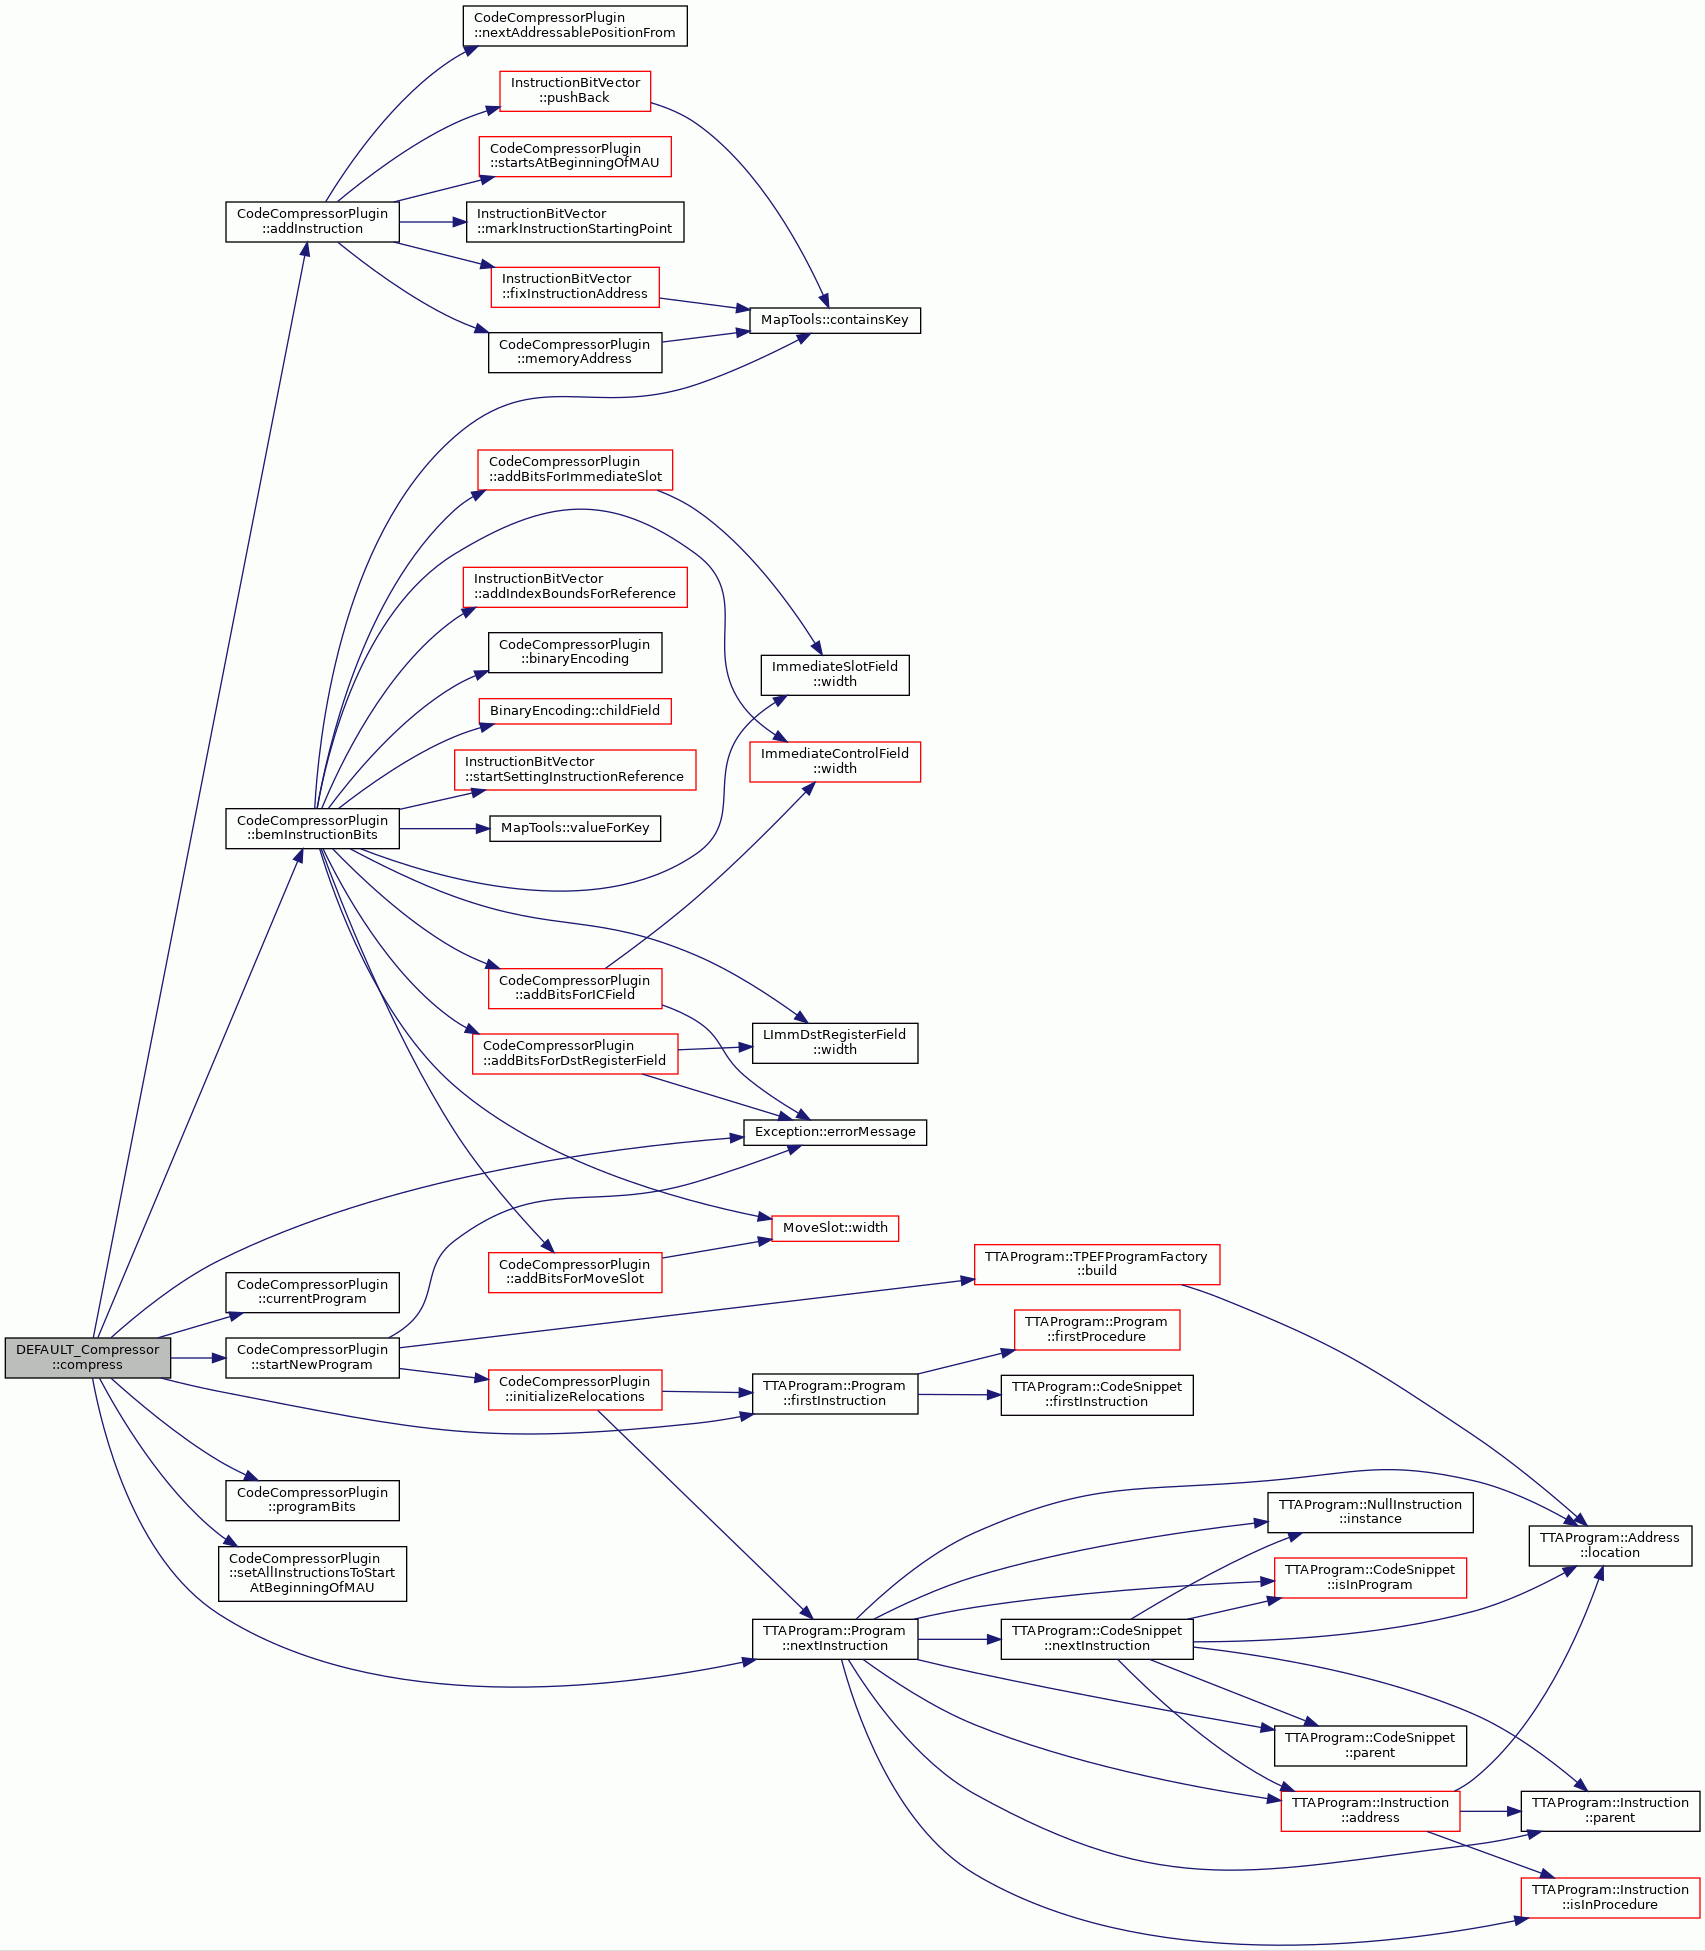 CodeCompressorPlugin
::nextAddressablePositionFrom
InstructionBitVector
::pushBack
CodeCompressorPlugin
::startsAtBeginningOfMAU
CodeCompressorPlugin
::addInstruction
InstructionBitVector
::markInstructionStartingPoint
InstructionBitVector
::fixInstructionAddress
MapTools::containsKey
CodeCompressorPlugin
::memoryAddress
CodeCompressorPlugin
::addBitsForImmediateSlot
InstructionBitVector
::addIndexBoundsForReference
CodeCompressorPlugin
::binaryEncoding
ImmediateSlotField
::width
BinaryEncoding::childField
ImmediateControlField
::width
InstructionBitVector
::startSettingInstructionReference
CodeCompressorPlugin
::bemInstructionBits
MapTools::valueForKey
CodeCompressorPlugin
::addBitsForICField
LImmDstRegisterField
::width
CodeCompressorPlugin
::addBitsForDstRegisterField
Exception::errorMessage
MoveSlot::width
CodeCompressorPlugin
::addBitsForMoveSlot
TTAProgram::TPEFProgramFactory
::build
CodeCompressorPlugin
::currentProgram
TTAProgram::Program
::firstProcedure
DEFAULT_Compressor
::compress
CodeCompressorPlugin
::startNewProgram
CodeCompressorPlugin
::initializeRelocations
TTAProgram::Program
::firstInstruction
TTAProgram::CodeSnippet
::firstInstruction
CodeCompressorPlugin
::programBits
TTAProgram::NullInstruction
::instance
TTAProgram::Address
::location
CodeCompressorPlugin
::setAllInstructionsToStart
AtBeginningOfMAU
TTAProgram::CodeSnippet
::isInProgram
TTAProgram::Program
::nextInstruction
TTAProgram::CodeSnippet
::nextInstruction
TTAProgram::CodeSnippet
::parent
TTAProgram::Instruction
::address
TTAProgram::Instruction
::parent
TTAProgram::Instruction
::isInProcedure